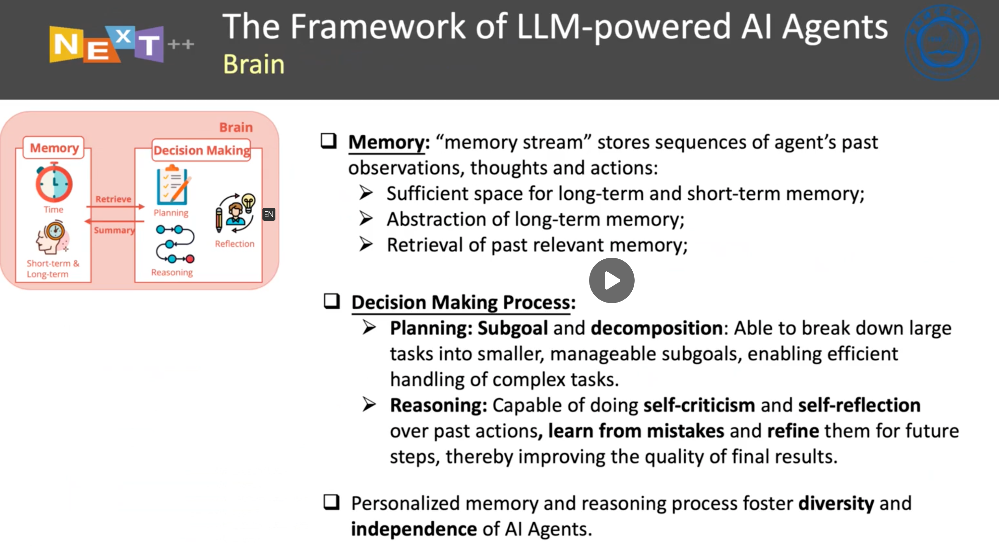 NEXT++
The Framework of LLM-powered AI Agents
Brain
Brain
Memory
Time
Short-term &
Long-term
Retrieve
Summary
Decision Making
Planning
Reasoning
Reflection
EN
Memory: “memory stream” stores sequences of agent’s past
observations, thoughts and actions:
Sufficient space for long-term and short-term memory;
Abstraction of long-term memory;
Retrieval of past relevant memory;
Decision Making Process:
Planning: Subgoal and decomposition: Able to break down large
tasks into smaller, manageable subgoals, enabling efficient
handling of complex tasks.
Reasoning: Capable of doing self-criticism and self-reflection
over past actions, learn from mistakes and refine them for future
steps, thereby improving the quality of final results.
Personalized memory and reasoning process foster diversity and
independence of AI Agents.